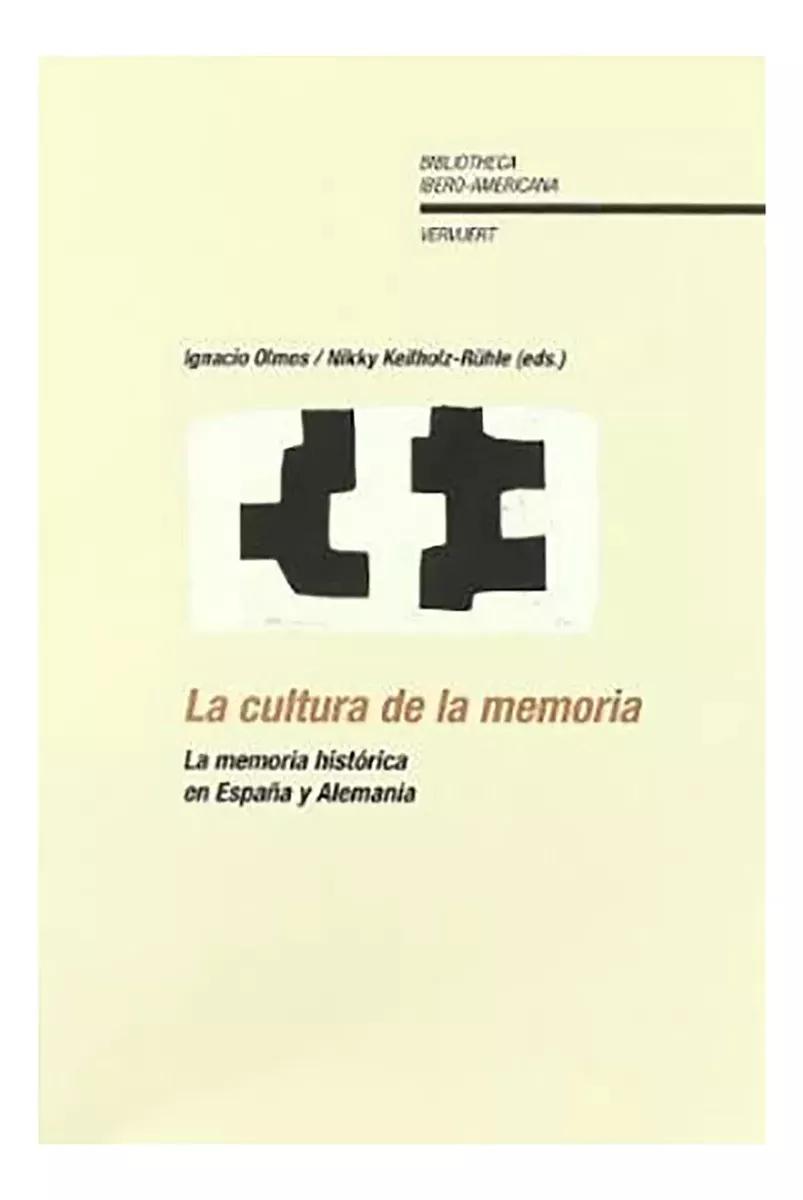 BIBLIOTHECA
IBERO-AMERICANA
VERVUERT
Ignacio Olmos / Nikky Keilholz-Rühle (eds.)
La cultura de la memoria
La memoria histórica
en España y Alemania